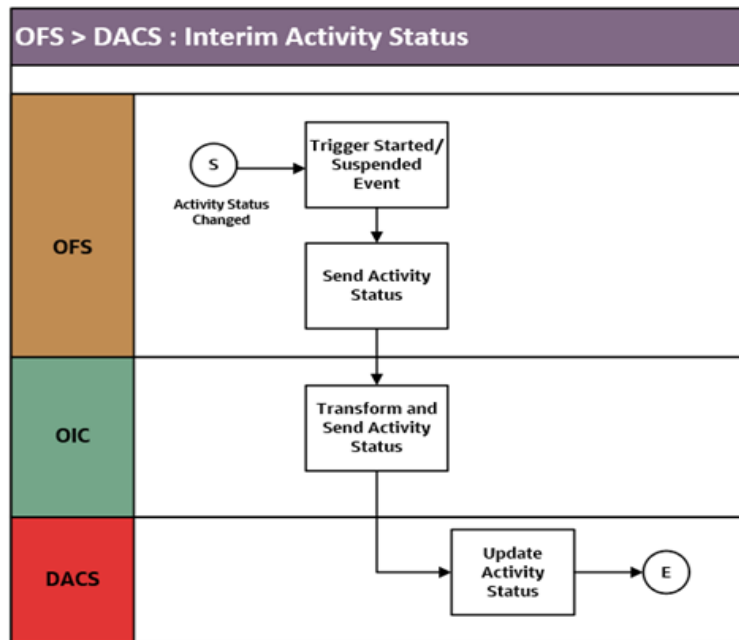 OFS > DACS : Interim Activity Status
OFS
S
Activity Status
Changed
Trigger Started/
Suspended
Event
Send Activity
Status
OIC
Transform and
Send Activity
Status
DACS
Update
Activity
Status
E